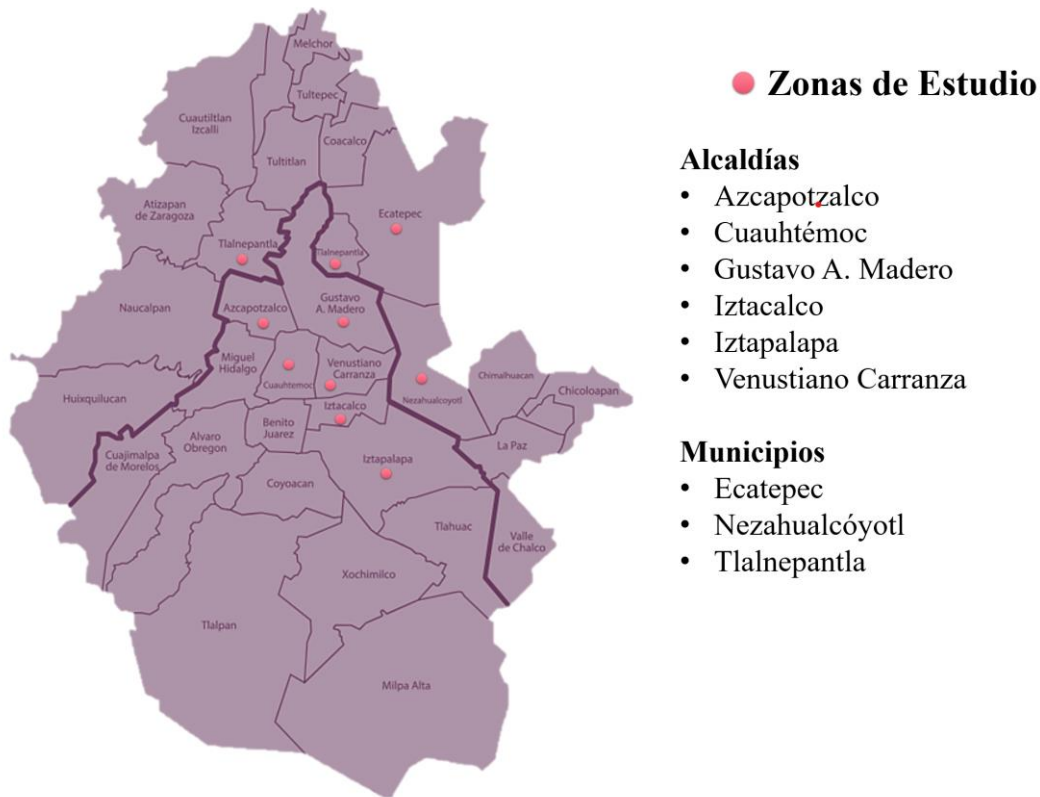 Melchor
Tultepec
Cuautiltlan
Izcalli
Coacalco
Tultitlan
Atizapan
de Zaragoza
Ecatepec
Tlalnepantla
Tlalnepantla
Naucalpan
Azcapotzalco
Gustavo
A. Madero
Miguel
Hidalgo
Cuauhtemoc
Venustiano
Carranza
Nezahualcoyotl
Chimalhuacan
Chicoloapan
Huixquilucan
Iztacalco
Benito
Juarez
Alvaro
Obregon
Cuajimalpa
de Morelos
La Paz
Iztapalapa
Coyoacan
Tlahuac
Valle
de Chalco
Xochimilco
Tlalpan
Milpa Alta
Zonas de Estudio
Alcaldías
• Azcapotzalco
• Cuauhtémoc
• Gustavo A. Madero
• Iztacalco
• Iztapalapa
• Venustiano Carranza
Municipios
• Ecatepec
• Nezahualcóyotl
• Tlalnepantla